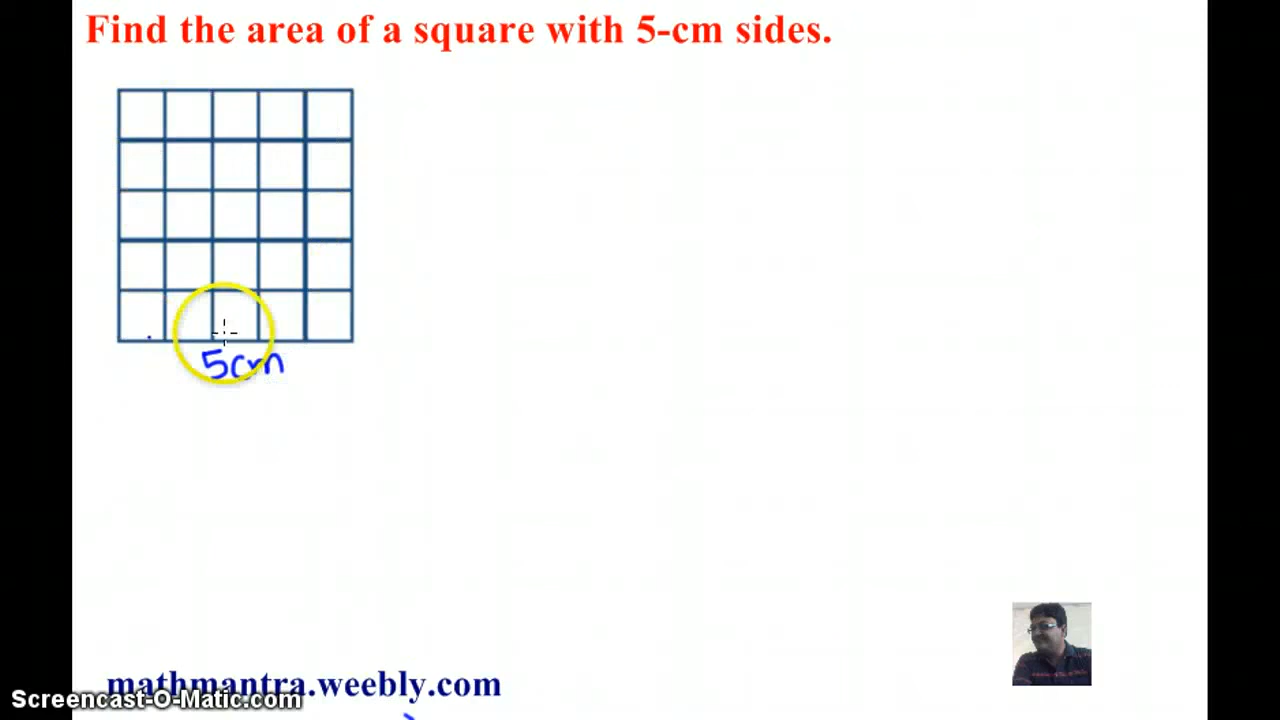 Find the area of a square with 5-cm sides.
5cm
mathmantra.weebly.com
Screencast-O-Matic.com